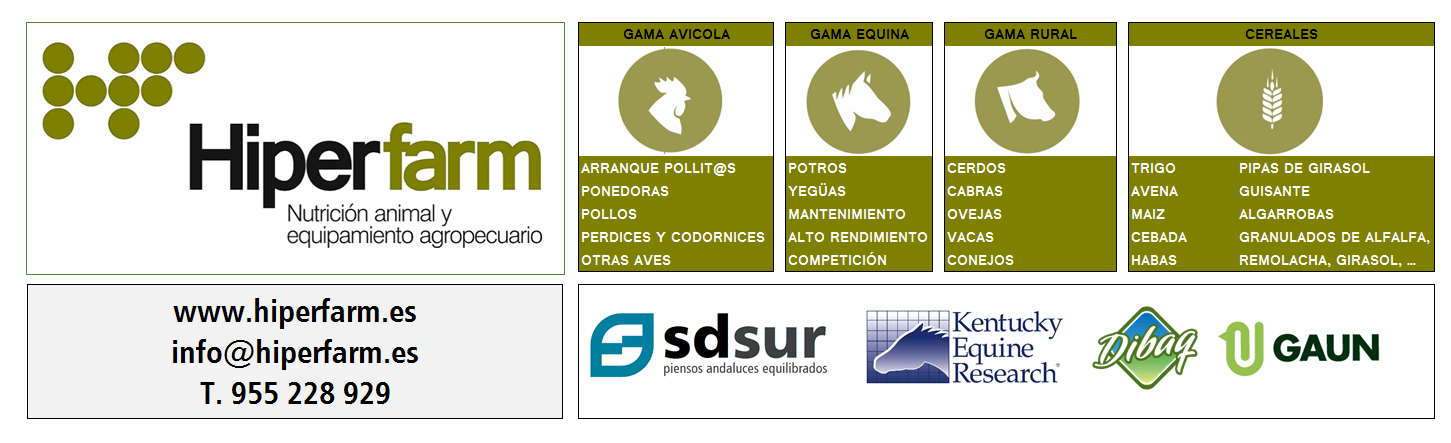 Hiperfarm
Nutrición animal y
equipamiento agropecuario
www.hiperfarm.es
info@hiperfarm.es
T. 955 228 929
GAMA AVICOLA
ARRANQUE POLLIT@S
PONEDORAS
POLLOS
PERDICES Y CODORNICES
OTRAS AVES
GAMA EQUINA
POTROS
YEGÜAS
MANTENIMIENTO
ALTO RENDIMIENTO
COMPETICIÓN
GAMA RURAL
CERDOS
CABRAS
OVEJAS
VACAS
CONEJOS
CEREALES
TRIGO
AVENA
MAIZ
CEBADA
HABAS
PIPAS DE GIRASOL
GUISANTE
ALGARROBAS
GRANULADOS DE ALFALFA,
REMOLACHA, GIRASOL, ...
sdsur
piensos andaluces equilibrados
Kentucky
Equine
Research®
Dibaq
GAUN